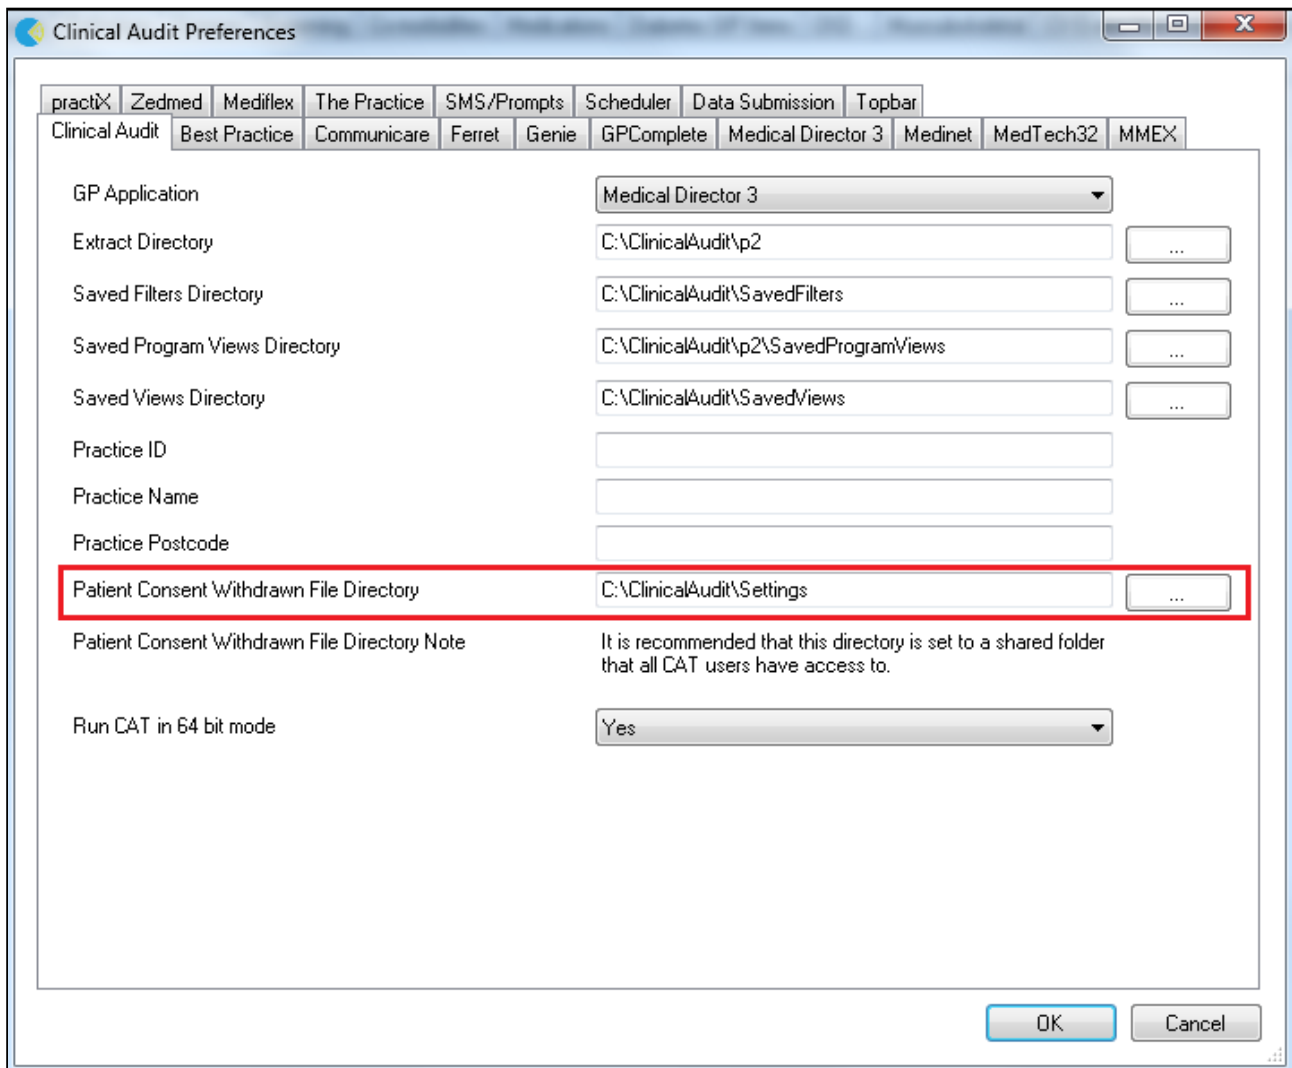 Clinical Audit Preferences
practiX Zedmed Mediflex The Practice SMS/Prompts Scheduler Data Submission Topbar
Clinical Audit Best Practice Communicare Ferret Genie GPComplete Medical Director 3 Medinet MedTech32 MMEX
GP Application Medical Director 3
Extract Directory C:\ClinicalAudit\p2 ...
Saved Filters Directory C:\ClinicalAudit\SavedFilters ...
Saved Program Views Directory C:\ClinicalAudit\p2\SavedProgramViews ...
Saved Views Directory C:\ClinicalAudit\SavedViews ...
Practice ID
Practice Name
Practice Postcode
Patient Consent Withdrawn File Directory C:\ClinicalAudit\Settings ...
Patient Consent Withdrawn File Directory Note It is recommended that this directory is set to a shared folder
that all CAT users have access to.
Run CAT in 64 bit mode Yes
OK Cancel